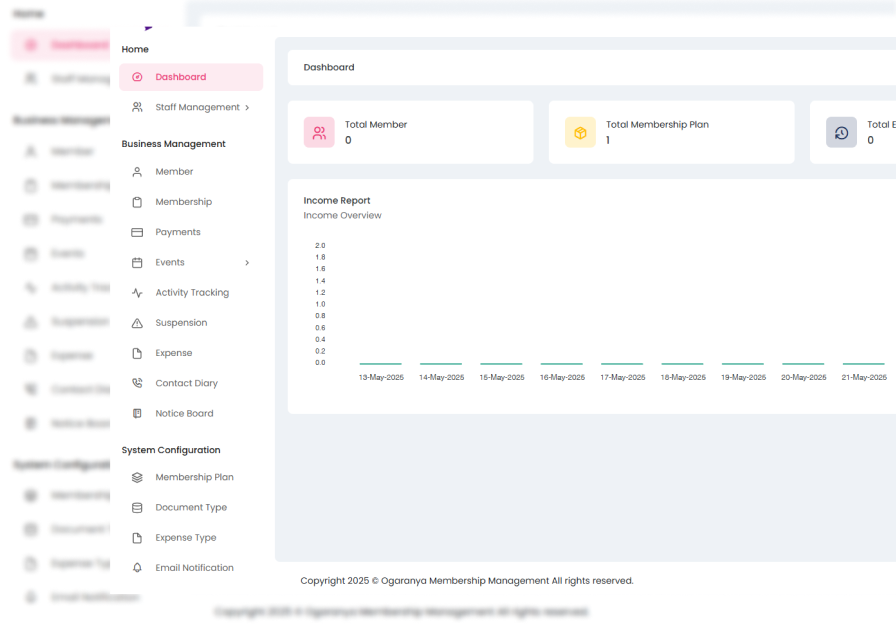 Home
Dashboard
Staff Management
Business Management
Member
Membership
Payments
Events
Activity Tracking
Suspension
Expense
Contact Diary
Notice Board
System Configuration
Membership Plan
Document Type
Expense Type
Email Notification
Dashboard
Total Member
0
Total Membership Plan
1
Total E
0
Income Report
Income Overview
2.0
1.8
1.6
1.4
1.2
1.0
0.8
0.6
0.4
0.2
0.0
13-May-2025 14-May-2025 15-May-2025 16-May-2025 17-May-2025 18-May-2025 19-May-2025 20-May-2025 21-May-2025
Copyright 2025 © Ogaranya Membership Management All rights reserved.